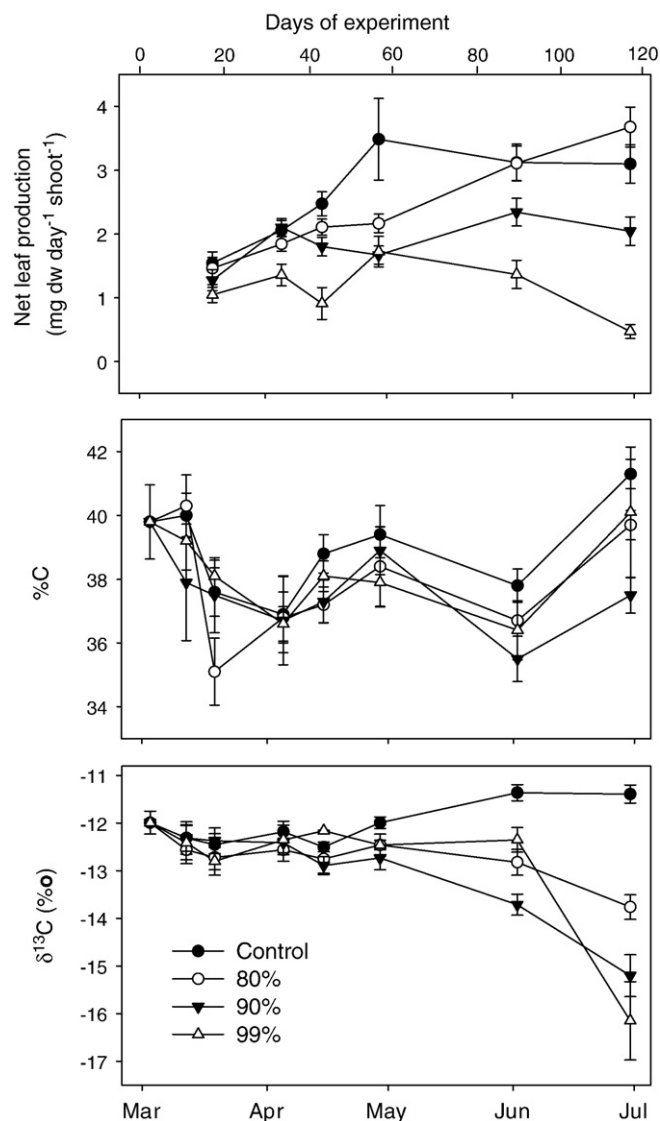 Days of experiment
0 20 40 60 80 100 120
Net leaf production
(mg dw day⁻¹ shoot⁻¹)
4
3
2
1
0
%C
42
40
38
36
34
δ¹³C (%o)
-11
-12
-13
-14
-15
-16
-17
Control
80%
90%
99%
Mar Apr May Jun Jul